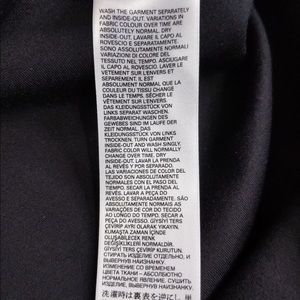 WASH THE GARMENT SEPARATELY
AND INSIDE-OUT. VARIATIONS IN
FABRIC COLOUR OVER TIME ARE
ABSOLUTELY NORMAL. DRY
INSIDE-OUT. LAVARE IL CAPO AL
ROVESCIO E SEPARATAMENTE.
SONO ASSOLUTAMENTE NORMALI
VARIAZIONI DI COLORE DEL
TESSUTO NEL TEMPO. ASCIUGARE
IL CAPO AL ROVESCIO. LAVER LE
VÊTEMENT SUR L'ENVERS ET
SÉPARÉMENT. IL EST
ABSOLUMENT NORMAL QUE LA
COULEUR DU TISSU CHANGE
DANS LE TEMPS. SÉCHER LE
VÊTEMENT SUR L'ENVERS. DAS
KLEIDUNGSSTÜCK VON LINKS
SEPARAT WASCHEN.
FARBABWEICHUNGEN DES
GEWEBES SIND IM LAUFE DER
ZEIT NORMAL. DAS
KLEIDUNGSSTÜCK VON LINKS
TROCKNEN. TURN GARMENT
INSIDE-OUT AND WASH SINGLY.
FABRIC COLOR WILL NORMALLY
CHANGE OVER TIME. DRY
INSIDE-OUT. LAVAR LA PRENDA
AL REVÉS Y POR SEPARADO.
LAS VARIACIONES DE COLOR DEL
TEJIDO SON ABSOLUTAMENTE
NORMALES CON EL PASO DEL
TIEMPO. SECAR LA PRENDA AL
REVÉS. LAVAR A PEÇA DO
AVESSO E SEPARADAMENTE.
SÃO ABSOLUTAMENTE NORMAIS AS
VARIAÇÕES DE COR DO TECIDO
AO LONGO DO TEMPO. SECAR A
PEÇA DO AVESSO. GİYSİYİ TERS
ÇEVİRİP AYRI OLARAK YIKAYIN.
KUMAŞTA ZAMAN İÇİNDE
OLUŞABİLECEK RENK
DEĞİŞİKLİKLERİ NORMALDİR.
GİYSİYİ TERS ÇEVİRİP KURUTUN.
СТИРАТЬ ИЗДЕЛИЕ ОТДЕЛЬНО И
ВЫВЕРНУВ НАИЗНАНКУ.
ИЗМЕНЕНИЕ СО ВРЕМЕНЕМ
ЦВЕТА ТКАНИ - АБСОЛЮТНО
НОРМАЛЬНОЕ ЯВЛЕНИЕ. СУШИТЬ
ИЗДЕЛИЕ, ВЫВЕРНУВ
НАИЗНАНКУ.
洗濯時は裏表を逆にし、単